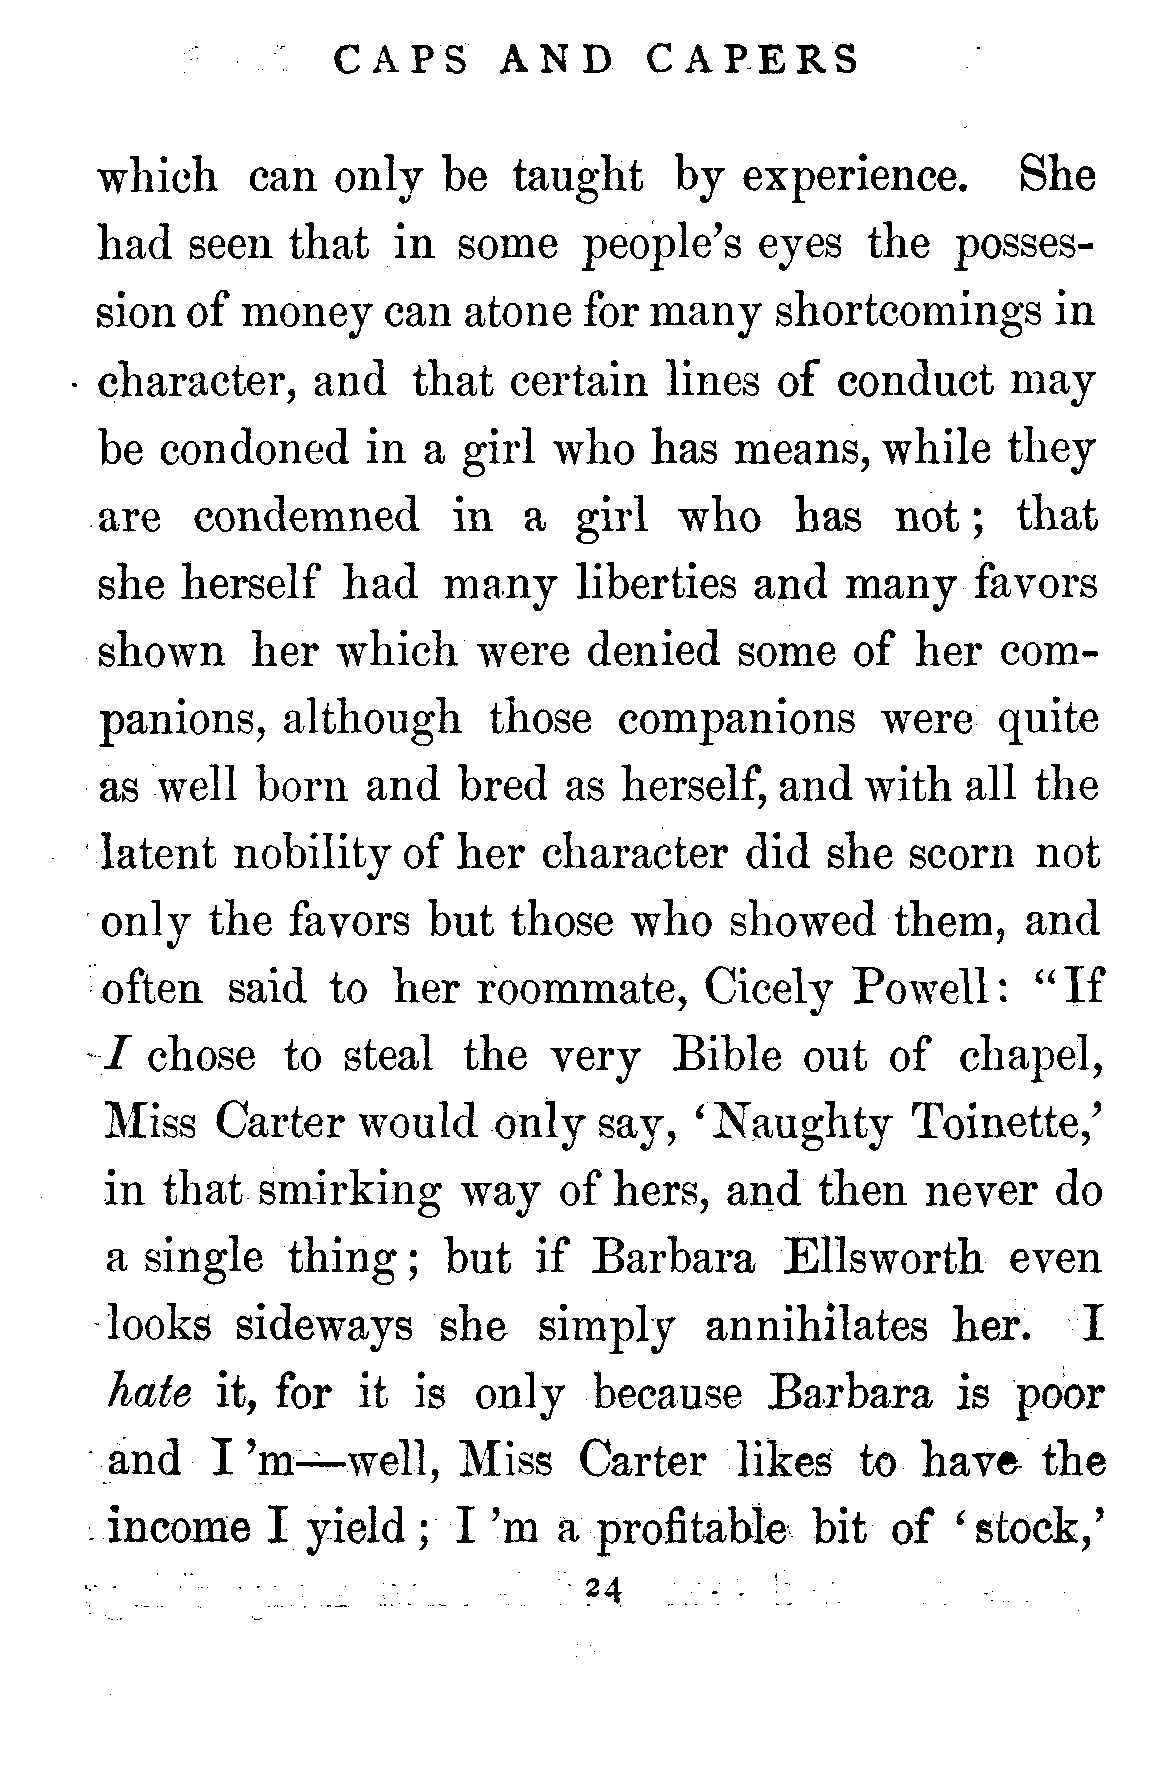 CAPS AND CAPERS
which can only be taught by experience. She
had seen that in some people's eyes the posses-
sion of money can atone for many shortcomings in
character, and that certain lines of conduct may
be condoned in a girl who has means, while they
are condemned in a girl who has not; that
she herself had many liberties and many favors
shown her which were denied some of her com-
panions, although those companions were quite
as well born and bred as herself, and with all the
latent nobility of her character did she scorn not
only the favors but those who showed them, and
often said to her roommate, Cicely Powell: "If
I chose to steal the very Bible out of chapel,
Miss Carter would only say, 'Naughty Toinette,'
in that smirking way of hers, and then never do
a single thing; but if Barbara Ellsworth even
looks sideways she simply annihilates her. I
hate it, for it is only because Barbara is poor
and I 'm—well, Miss Carter likes to have the
income I yield; I 'm a profitable bit of 'stock,'
24